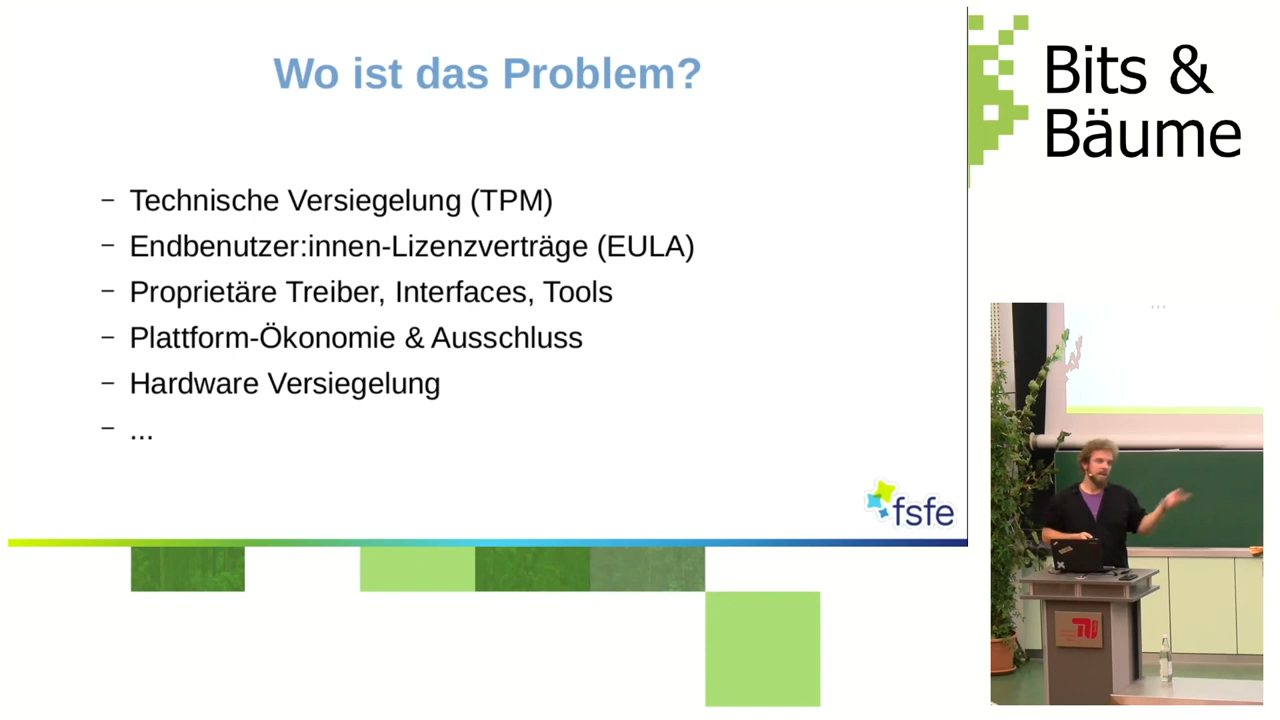 Wo ist das Problem?
– Technische Versiegelung (TPM)
– Endbenutzer:innen-Lizenzverträge (EULA)
– Proprietäre Treiber, Interfaces, Tools
– Plattform-Ökonomie & Ausschluss
– Hardware Versiegelung
– ...
fsfe
Bits &
Bäume
...